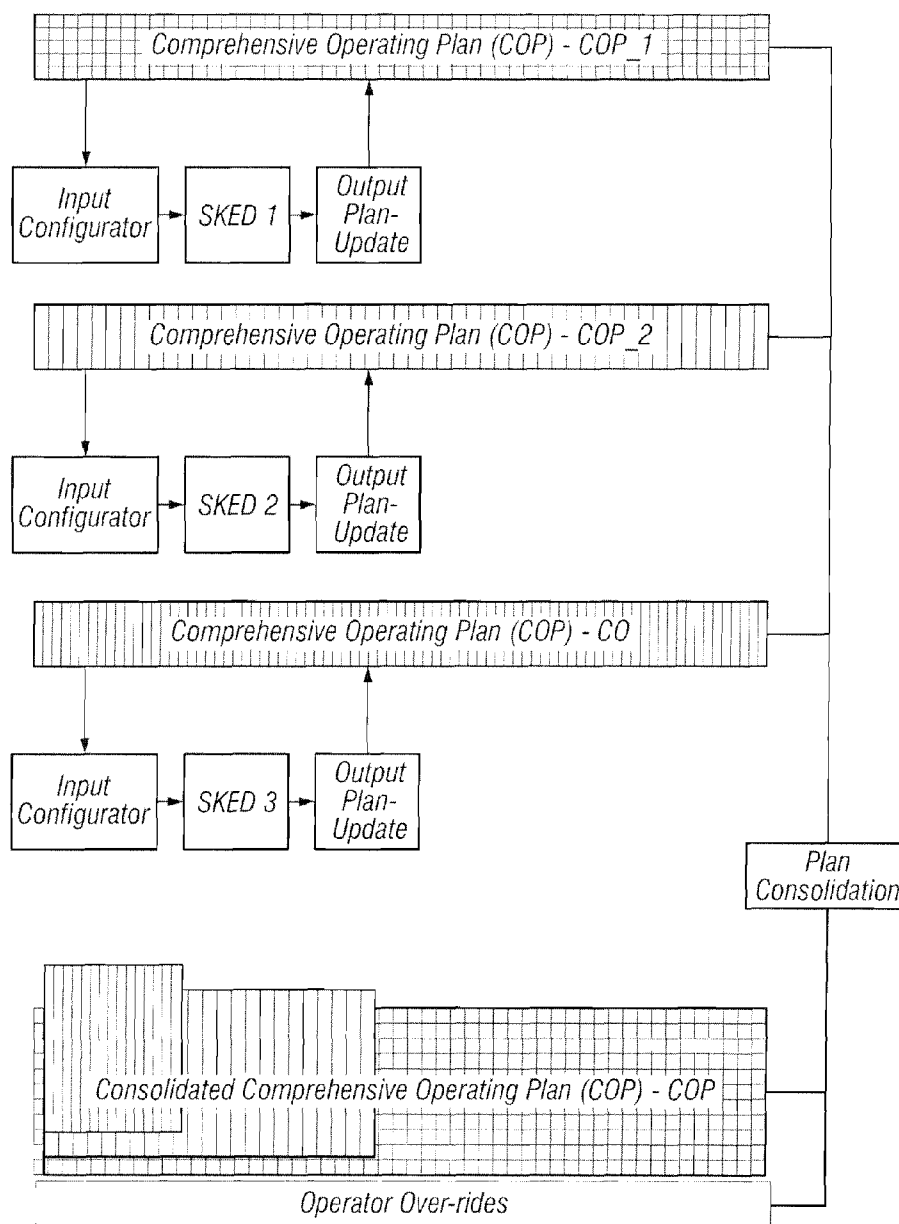 Comprehensive Operating Plan (COP) - COP_1
Input
Configurator
SKED 1
Output
Plan-
Update
Comprehensive Operating Plan (COP) - COP_2
Input
Configurator
SKED 2
Output
Plan-
Update
Comprehensive Operating Plan (COP) - CO
Input
Configurator
SKED 3
Output
Plan-
Update
Plan
Consolidation
Consolidated Comprehensive Operating Plan (COP) - COP
Operator Over-rides